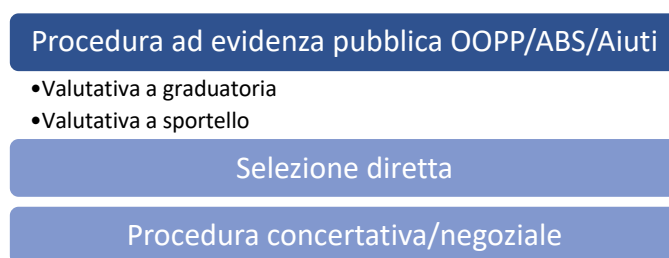 Procedura ad evidenza pubblica OOPP/ABS/Aiuti
•Valutativa a graduatoria
•Valutativa a sportello
Selezione diretta
Procedura concertativa/negoziale